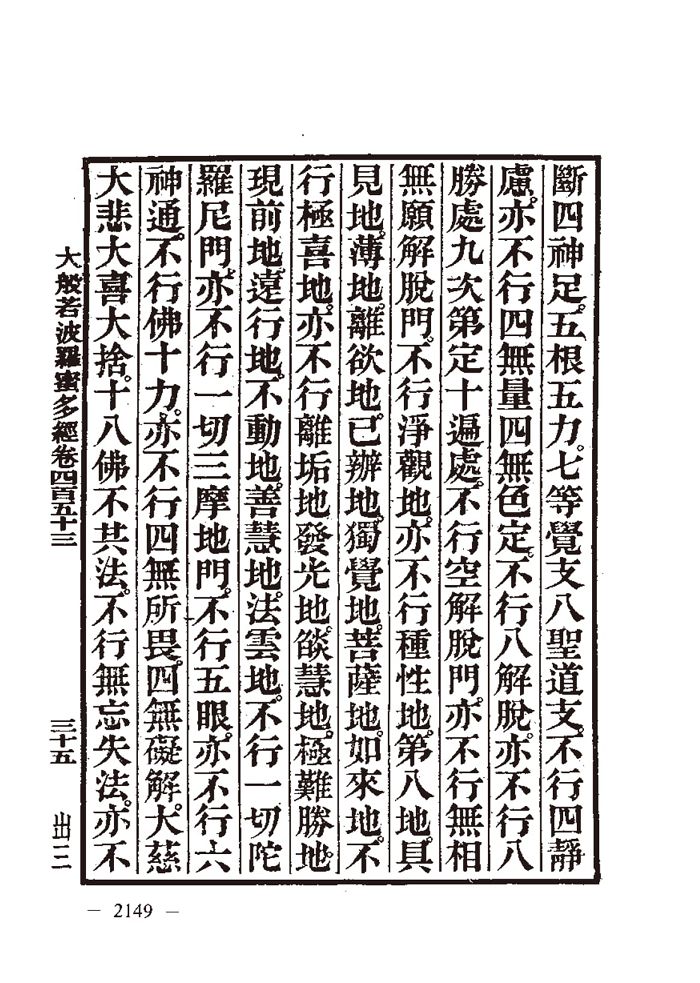 斷四神足。五根五力。七等覺支八聖道支。不行四靜
慮。亦不行四無量四無色定。不行八解脫。亦不行八
勝處九次第定十遍處。不行空解脫門。亦不行無相
無願解脫門。不行淨觀地。亦不行種性地。第八地。具
見地。薄地。離欲地。已辦地。獨覺地。菩薩地。如來地。不
行極喜地。亦不行離垢地發光地燄慧地。極難勝地。
現前地。遠行地。不動地。善慧地。法雲地。不行一切陀
羅尼門。亦不行一切三摩地門。不行五眼。亦不行六
神通。不行佛十力。亦不行四無所畏。四無礙解。大慈
大悲大喜大捨。十八佛不共法。不行無忘失法。亦不
大般若波羅蜜多經卷四百五十三 三十五 出三
— 2149 —